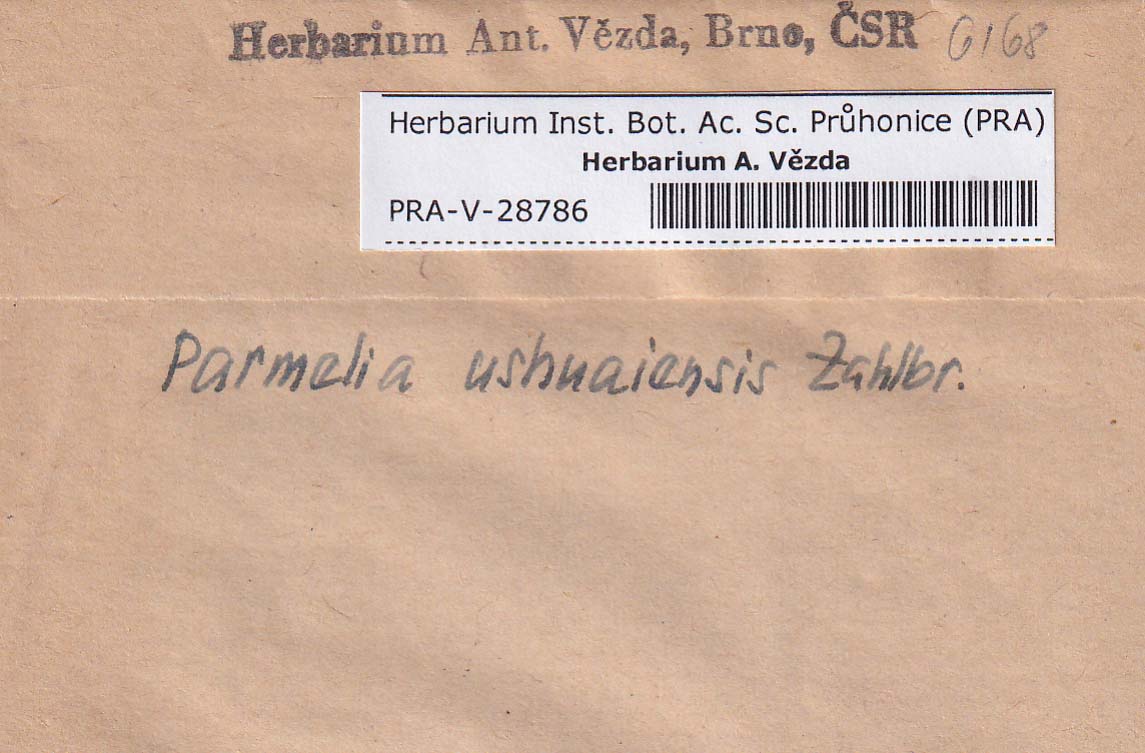 Herbarium Ant. Vězda, Brno, ČSR 6168
Herbarium Inst. Bot. Ac. Sc. Průhonice (PRA)
Herbarium A. Vězda
PRA-V-28786
Parmelia ushuaiensis Zahlbr.